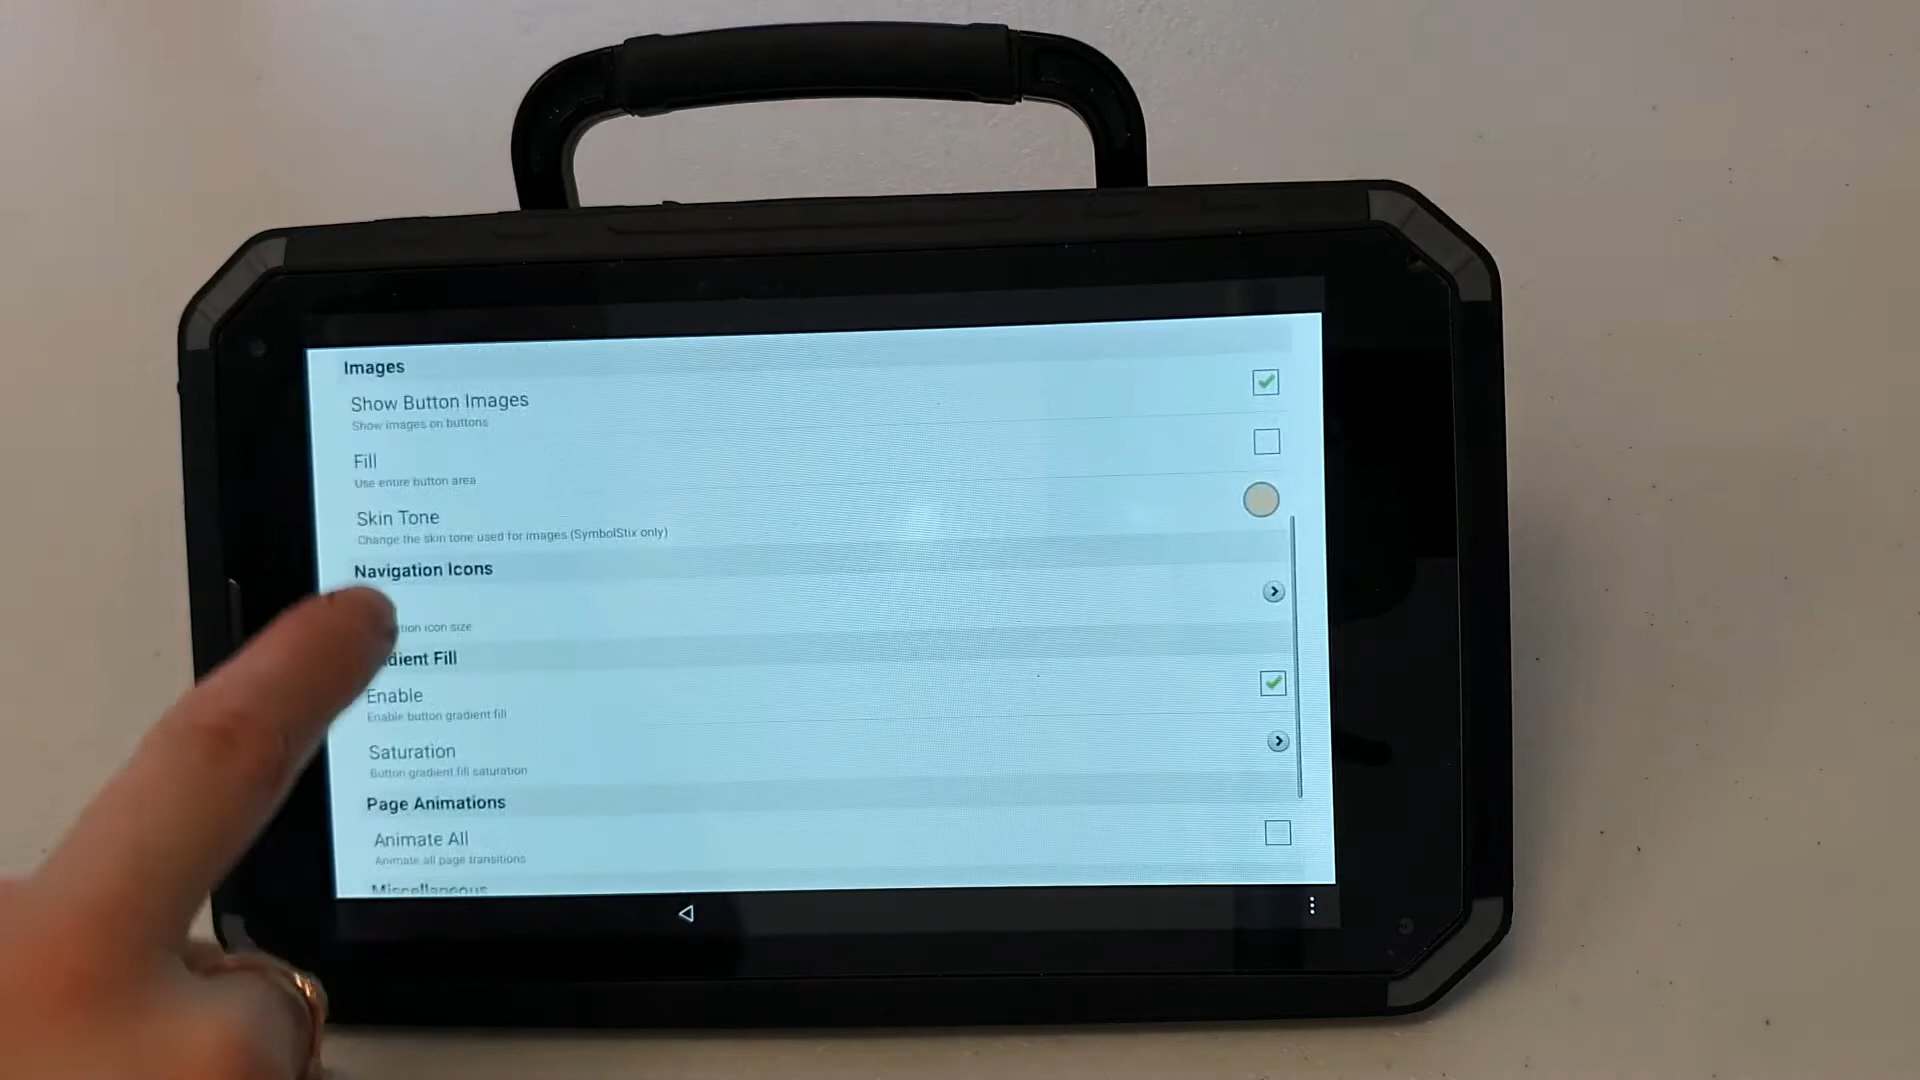 Images
Show Button Images
Show images on buttons
Fill
Use entire button area
Skin Tone
Change the skin tone used for images (SymbolStix only)
Navigation Icons
icon size
Fill
Enable
Enable button gradient fill
Saturation
Button gradient fill saturation
Page Animations
Animate All
Animate all page transitions
Miscellaneous